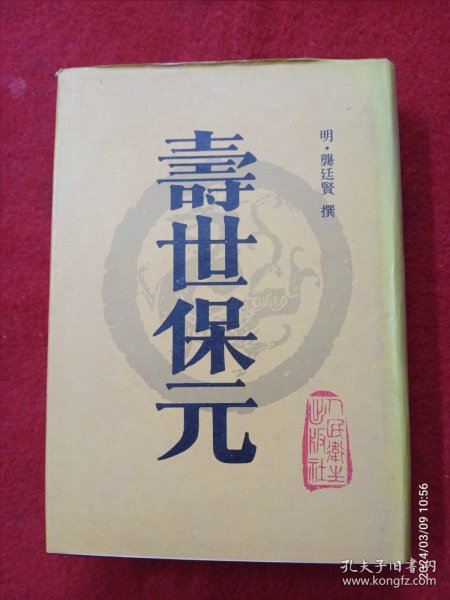 壽世保元
明·龔廷賢 撰
人民衛生
出版社
2024/03/09 10:56
孔夫子旧书网
www.kongfz.com